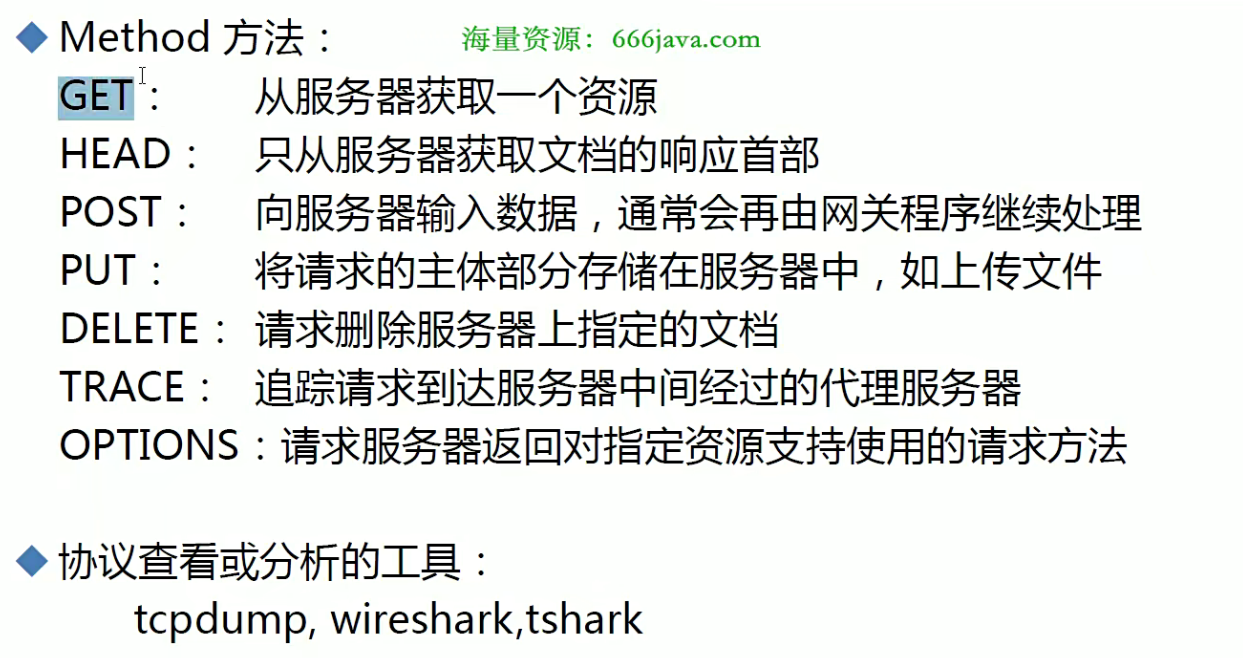 Method 方法：
海量资源：666java.com
GET： 从服务器获取一个资源
HEAD： 只从服务器获取文档的响应首部
POST： 向服务器输入数据，通常会再由网关程序继续处理
PUT： 将请求的主体部分存储在服务器中，如上传文件
DELETE： 请求删除服务器上指定的文档
TRACE： 追踪请求到达服务器中间经过的代理服务器
OPTIONS：请求服务器返回对指定资源支持使用的请求方法
协议查看或分析的工具：
tcpdump, wireshark,tshark